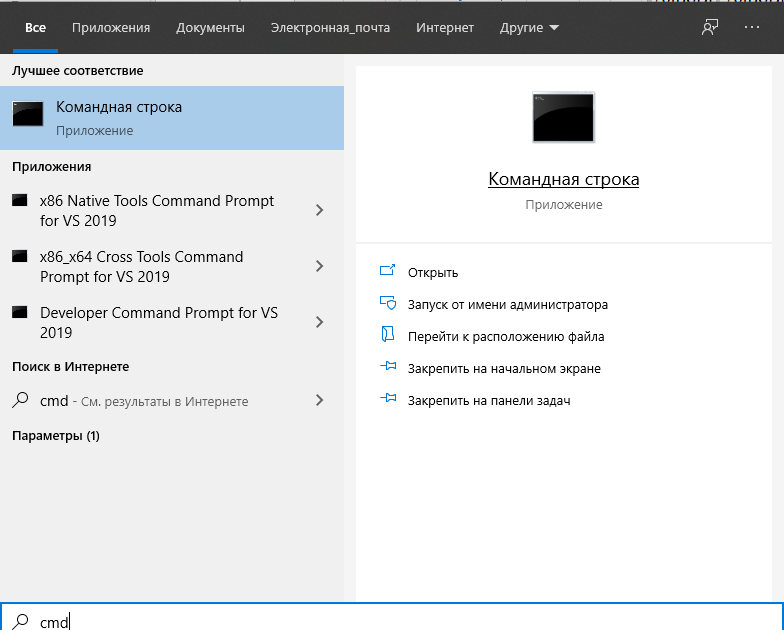 Все Приложения Документы Электронная_почта Интернет Другие
Лучшее соответствие
Командная строка
Приложение
Приложения
x86 Native Tools Command Prompt
for VS 2019
x86_x64 Cross Tools Command
Prompt for VS 2019
Developer Command Prompt for VS
2019
Поиск в Интернете
cmd - См. результаты в Интернете
Параметры (1)
Командная строка
Приложение
Открыть
Запуск от имени администратора
Перейти к расположению файла
Закрепить на начальном экране
Закрепить на панели задач
cmd